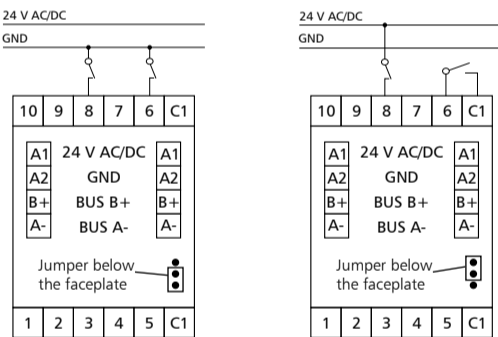 24 V AC/DC
GND
10 9 8 7 6 C1
A1 24 V AC/DC A1
A2 GND A2
B+ BUS B+ B+
A- BUS A- A-
Jumper below
the faceplate
1 2 3 4 5 C1
24 V AC/DC
GND
10 9 8 7 6 C1
A1 24 V AC/DC A1
A2 GND A2
B+ BUS B+ B+
A- BUS A- A-
Jumper below
the faceplate
1 2 3 4 5 C1